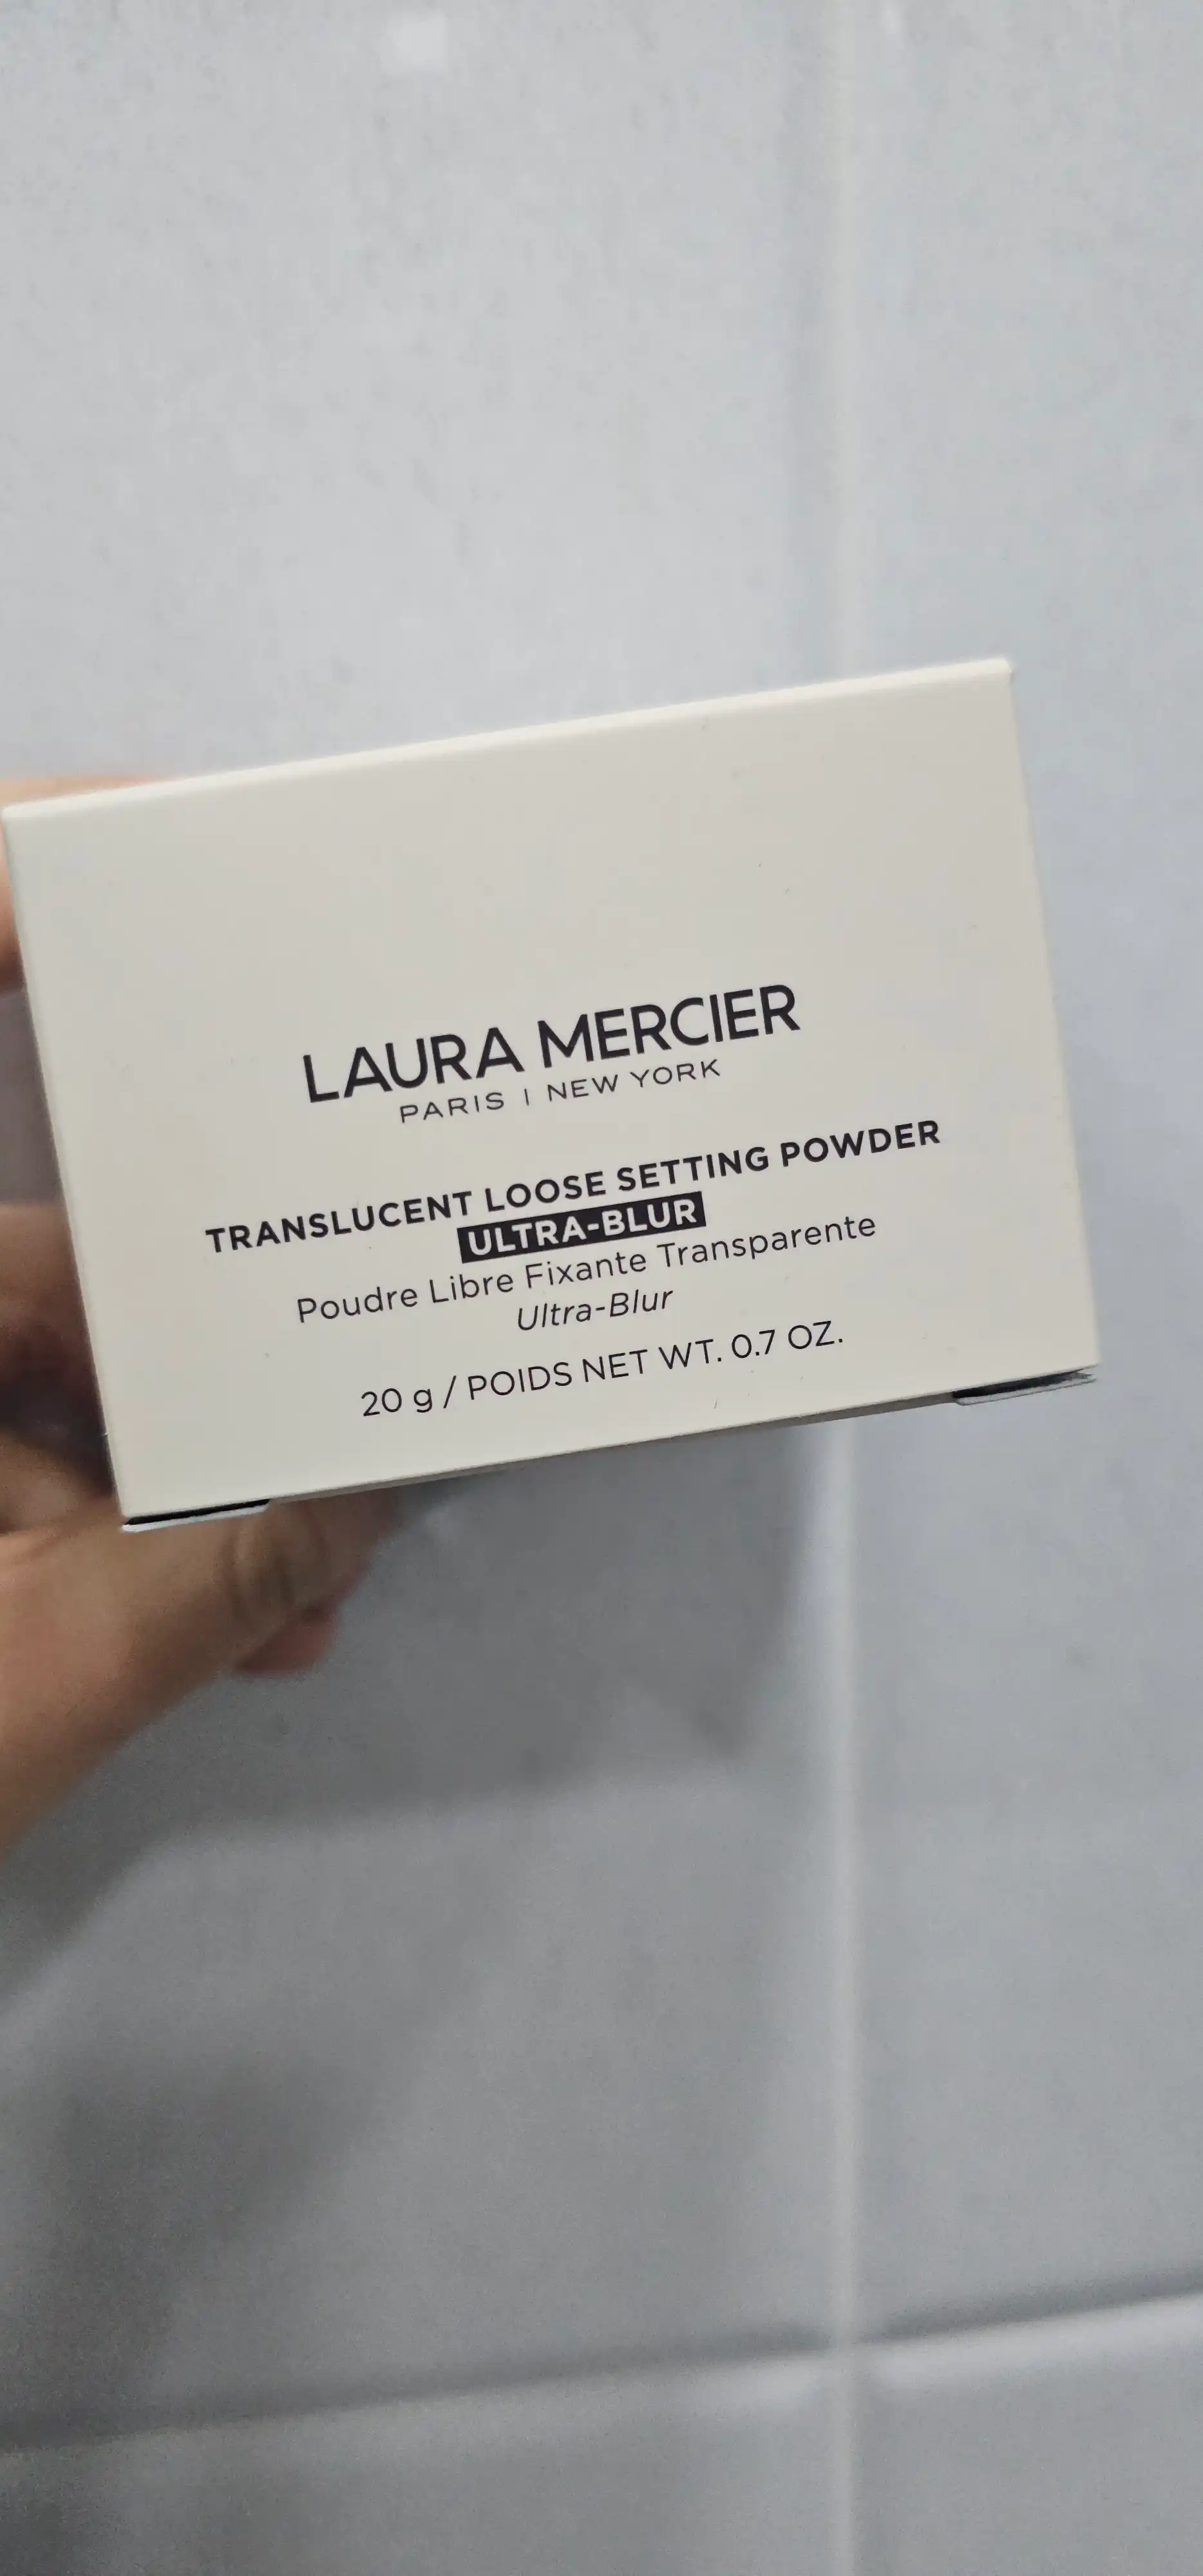 LAURA MERCIER
PARIS | NEW YORK
TRANSLUCENT LOOSE SETTING POWDER
ULTRA-BLUR
Poudre Libre Fixante Transparente
Ultra-Blur
20 g / POIDS NET WT. 0.7 OZ.